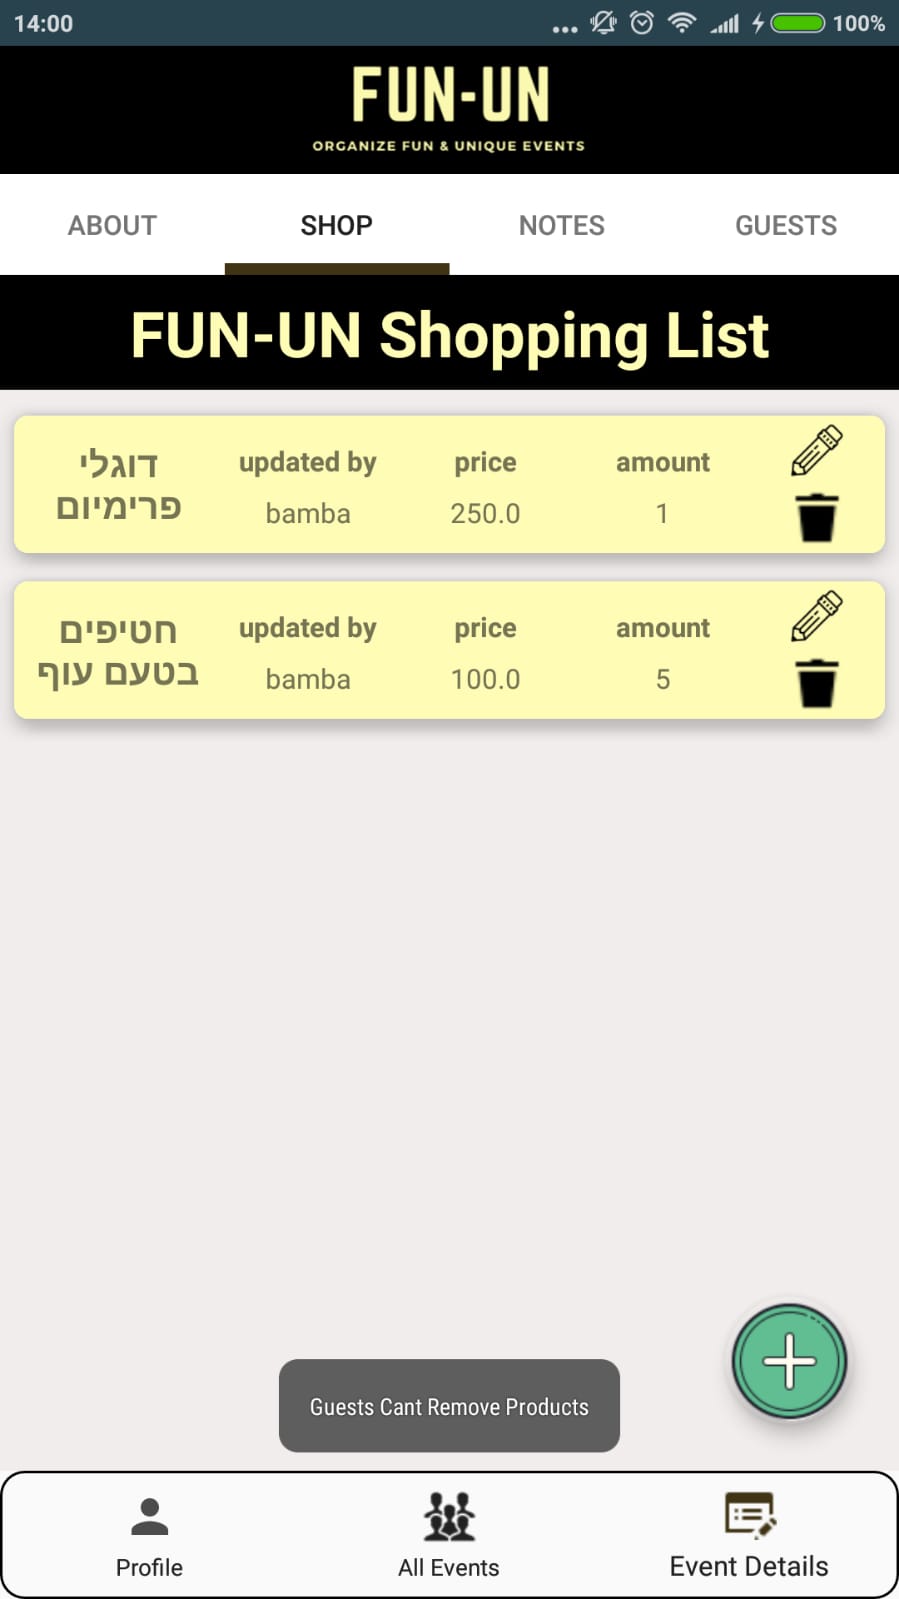 14:00
100%
FUN-UN
ORGANIZE FUN & UNIQUE EVENTS
ABOUT SHOP NOTES GUESTS
FUN-UN Shopping List
דוגלי
פרימיום
updated by price amount
bamba 250.0 1
חטיפים
בטעם עוף
updated by price amount
bamba 100.0 5
Guests Cant Remove Products
Profile All Events Event Details